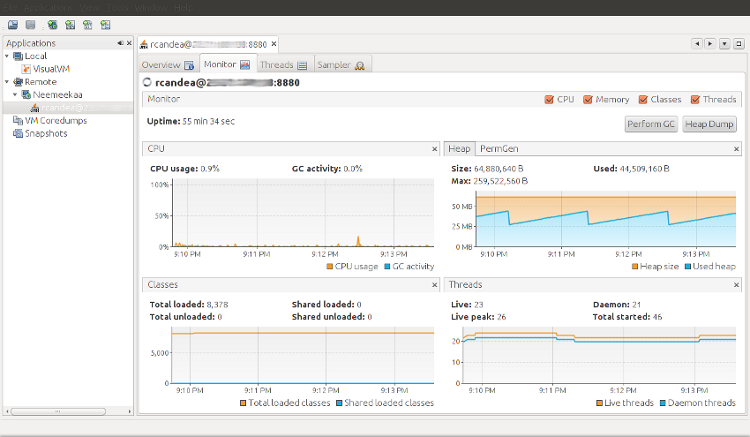 File Applications View Tools Window Help
Applications
Local
VisualVM
Remote
Neemeekaa
rcandea@
VM Coredumps
Snapshots
rcandea@ :8880
Overview
Monitor
Threads
Sampler
rcandea@ :8880
Monitor
CPU Memory Classes Threads
Uptime: 55 min 34 sec
Perform GC Heap Dump
CPU
CPU usage: 0.9% GC activity: 0.0%
100%
50%
0%
9:10 PM 9:11 PM 9:12 PM 9:13 PM
CPU usage GC activity
Heap PermGen
Size: 64,880,640 B Used: 44,509,160 B
Max: 259,522,560 B
50 MB
25 MB
0 MB
9:10 PM 9:11 PM 9:12 PM 9:13 PM
Heap size Used heap
Classes
Total loaded: 8,378 Shared loaded: 0
Total unloaded: 0 Shared unloaded: 0
5,000
0
9:10 PM 9:11 PM 9:12 PM 9:13 PM
Total loaded classes Shared loaded classes
Threads
Live: 23 Daemon: 21
Live peak: 26 Total started: 46
20
10
0
9:10 PM 9:11 PM 9:12 PM 9:13 PM
Live threads Daemon threads